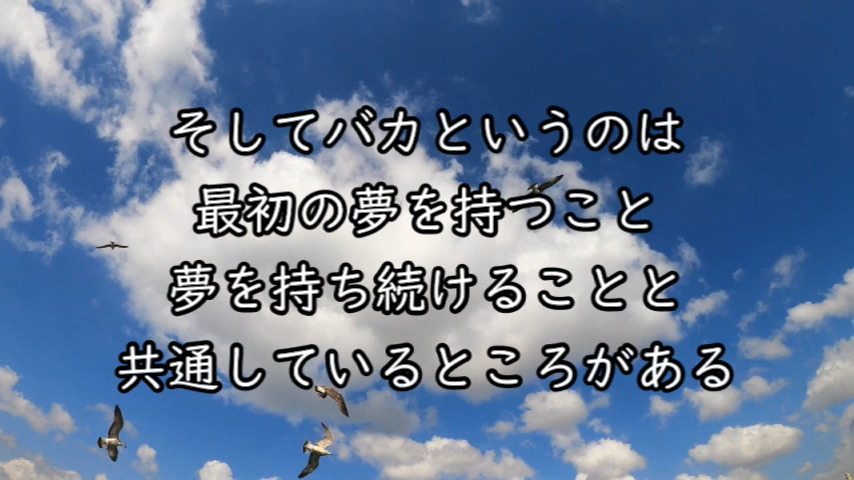 そしてバカというのは
最初の夢を持つこと
夢を持ち続けることと
共通しているところがある